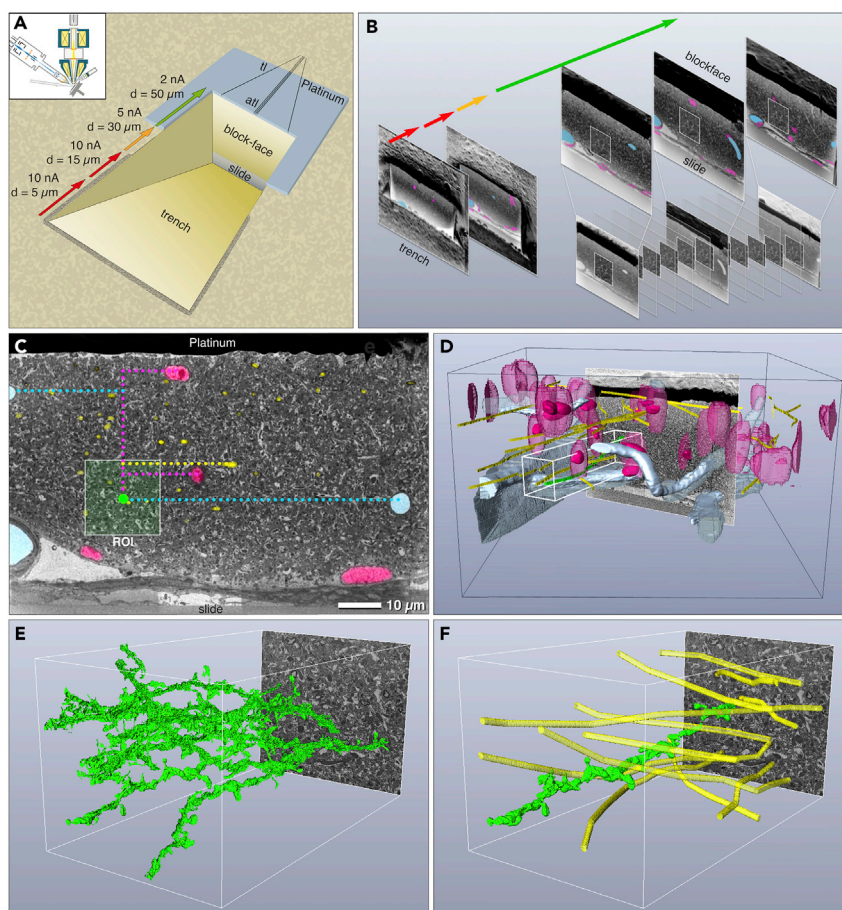 A
tl
Platinum
2 nA
d = 50 µm
atl
5 nA
d = 30 µm
block-face
10 nA
d = 15 µm
slide
10 nA
d = 5 µm
trench
B
blockface
slide
trench
C
Platinum
e
ROI
slide
10 µm
D
E
F